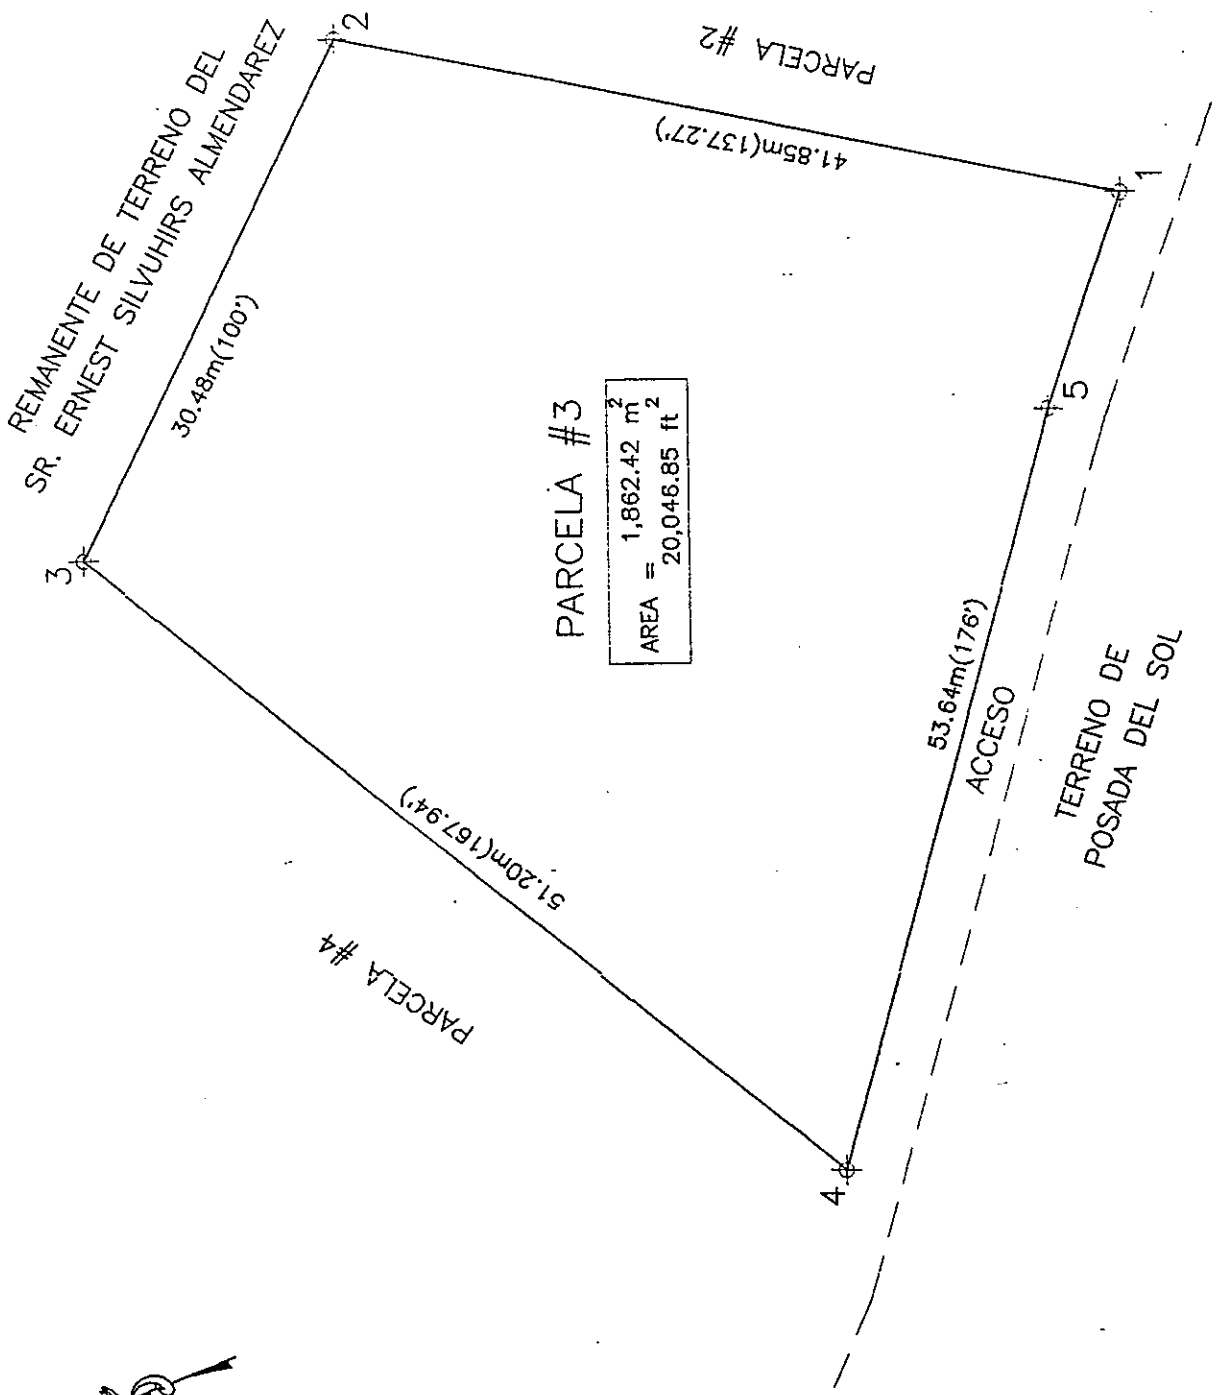 REMANENTE DE TERRENO DEL
SR. ERNEST SILVUHIRS ALMENDAREZ
3
2
30.48m(100')
PARCELA #2
41.85m(137.27')
PARCELA #3
AREA = 1,862.42 m²
20,046.85 ft²
51.20m(167.94')
PARCELA #4
1
5
4
53.64m(176')
ACCESO
TERRENO DE
POSADA DEL SOL